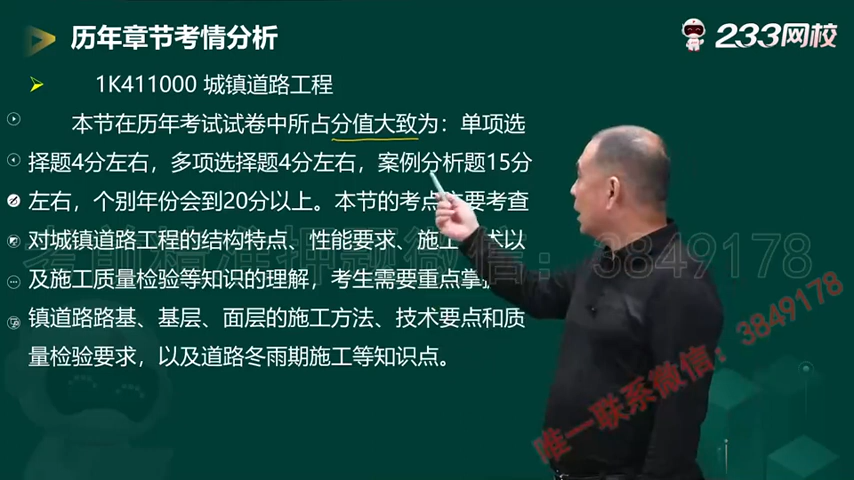 历年章节考情分析
233网校
1K411000 城镇道路工程
本节在历年考试试卷中所占分值大致为：单项选
择题4分左右，多项选择题4分左右，案例分析题15分
左右，个别年份会到20分以上。本节的考点主要考查
对城镇道路工程的结构特点、性能要求、施工技术以
及施工质量检验等知识的理解，考生需要重点掌握
镇道路路基、基层、面层的施工方法、技术要点和质
量检验要求，以及道路冬雨期施工等知识点。
微信：3849178
唯一联系微信：3849178